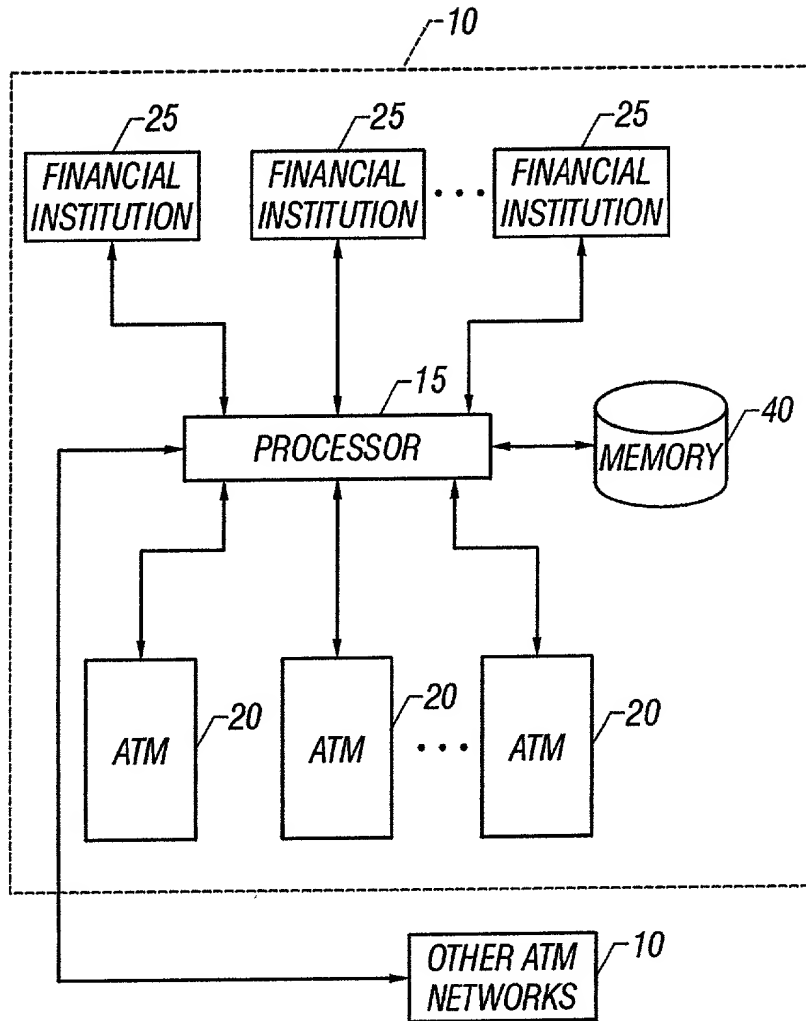 10
25
25
25
FINANCIAL
INSTITUTION
FINANCIAL
INSTITUTION
• • •
FINANCIAL
INSTITUTION
15
40
PROCESSOR
MEMORY
ATM
20
ATM
20
• • •
ATM
20
OTHER ATM
NETWORKS
10